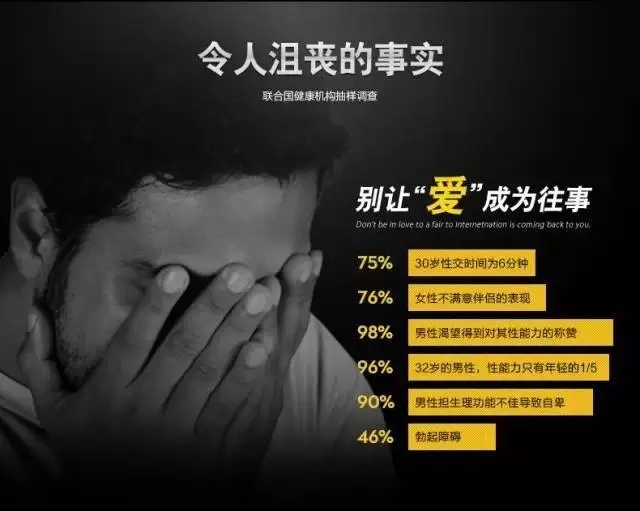 令人沮丧的事实
联合国健康机构抽样调查
别让“爱”成为往事
Don't be in love to a fair to Internetnation is coming back to you.
75% 30岁性交时间为6分钟
76% 女性不满意伴侣的表现
98% 男性渴望得到对其性能力的称赞
96% 32岁的男性，性能力只有年轻的1/5
90% 男性担生理功能不佳导致自卑
46% 勃起障碍